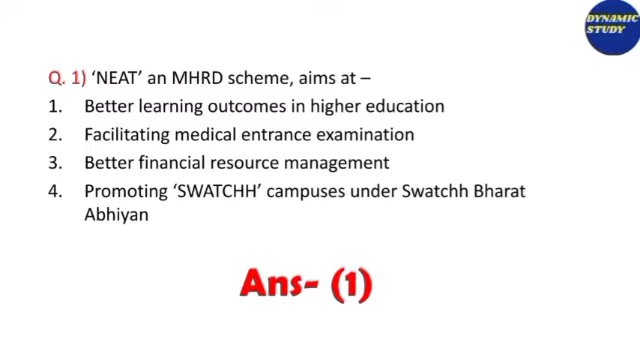 DYNAMIC
STUDY
Q. 1) ‘NEAT’ an MHRD scheme, aims at –
1. Better learning outcomes in higher education
2. Facilitating medical entrance examination
3. Better financial resource management
4. Promoting ‘SWATCHH’ campuses under Swatchh Bharat
Abhiyan
Ans- (1)